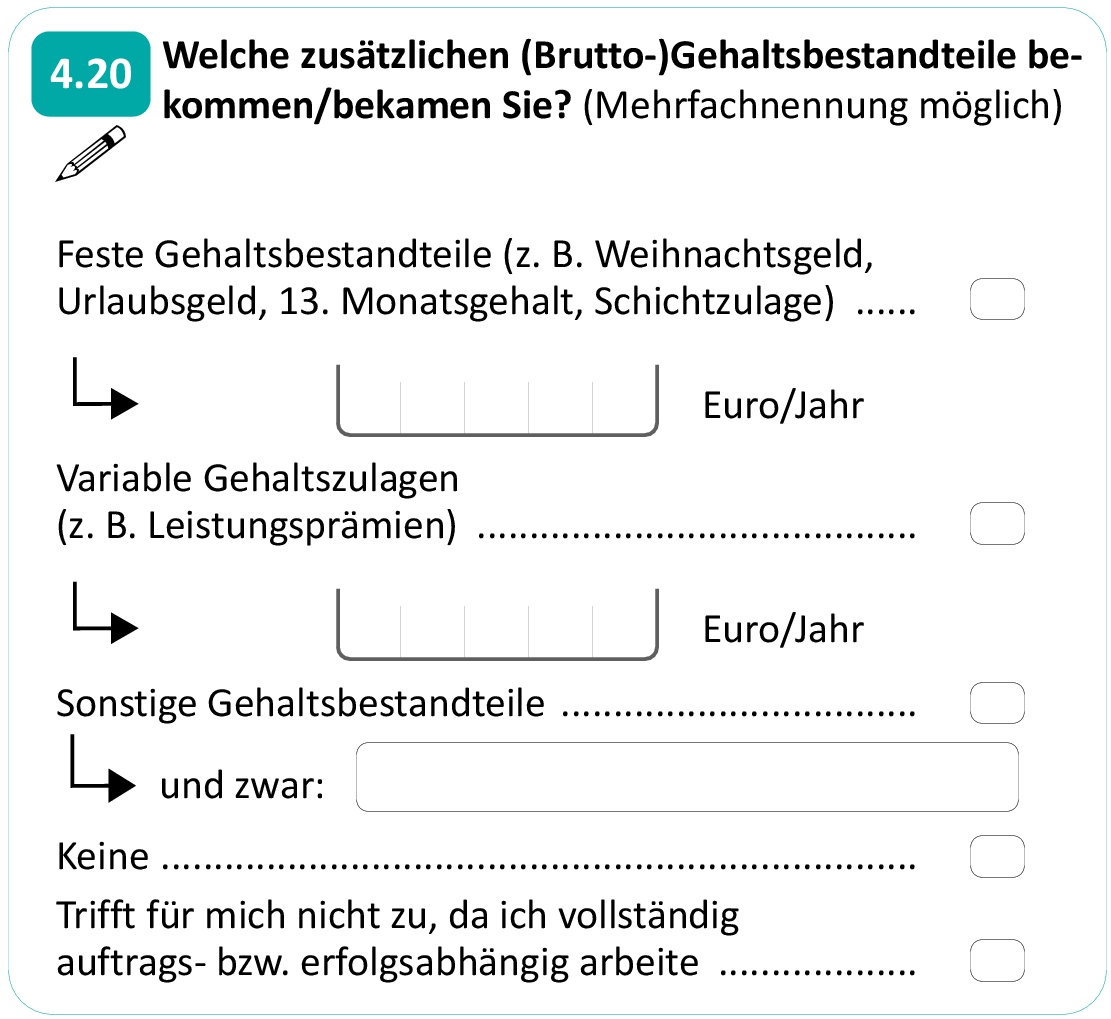 4.20 Welche zusätzlichen (Brutto-)Gehaltsbestandteile be-
kommen/bekamen Sie? (Mehrfachnennung möglich)
Feste Gehaltsbestandteile (z. B. Weihnachtsgeld,
Urlaubsgeld, 13. Monatsgehalt, Schichtzulage) ......
Euro/Jahr
Variable Gehaltszulagen
(z. B. Leistungsprämien) ..........................................
Euro/Jahr
Sonstige Gehaltsbestandteile ..................................
und zwar:
Keine ........................................................................
Trifft für mich nicht zu, da ich vollständig
auftrags- bzw. erfolgsabhängig arbeite ...................